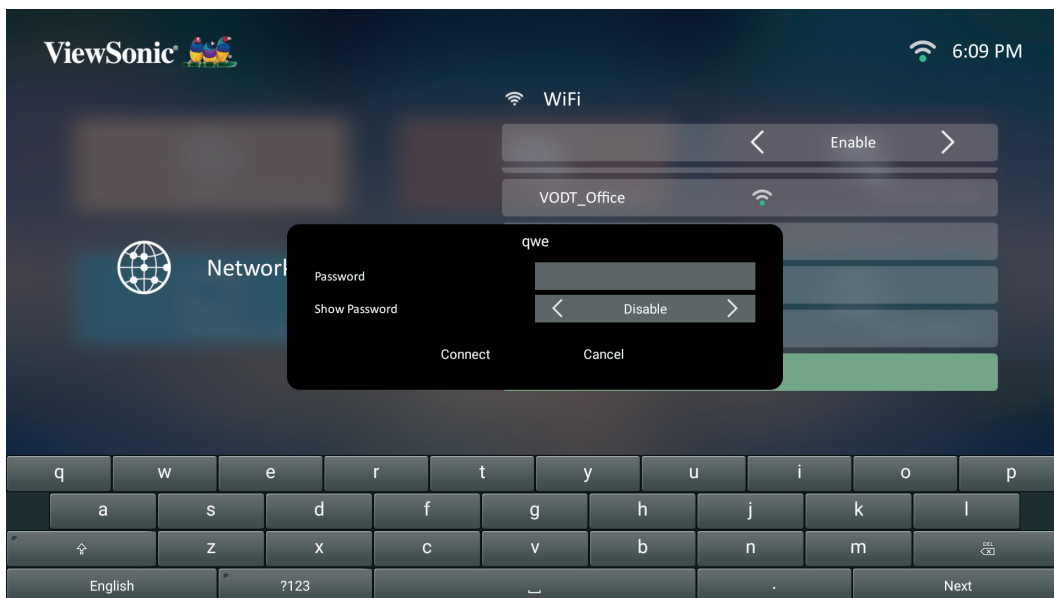 ViewSonic®
6:09 PM
WiFi
Enable
VODT_Office
Network
qwe
Password
Show Password
Disable
Connect Cancel
q w e r t y u i o p
a s d f g h j k l
z x c v b n m DEL
English ?123 . Next